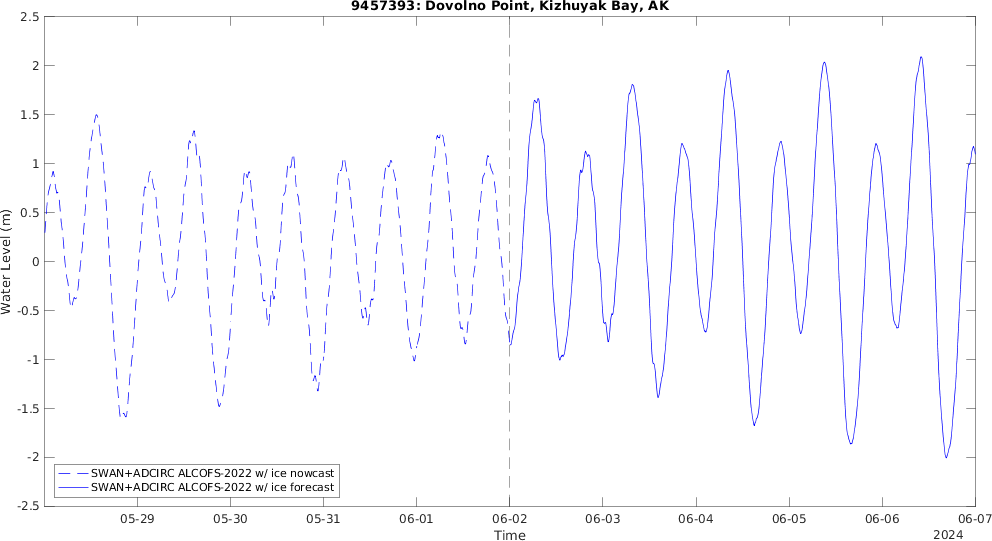 9457393: Dovolno Point, Kizhuyak Bay, AK
2.5
2
1.5
1
0.5
0
-0.5
-1
-1.5
-2
-2.5
Water Level (m)
SWAN+ADCIRC ALCOFS-2022 w/ ice nowcast
SWAN+ADCIRC ALCOFS-2022 w/ ice forecast
05-29 05-30 05-31 06-01 06-02 06-03 06-04 06-05 06-06 06-07
Time
2024